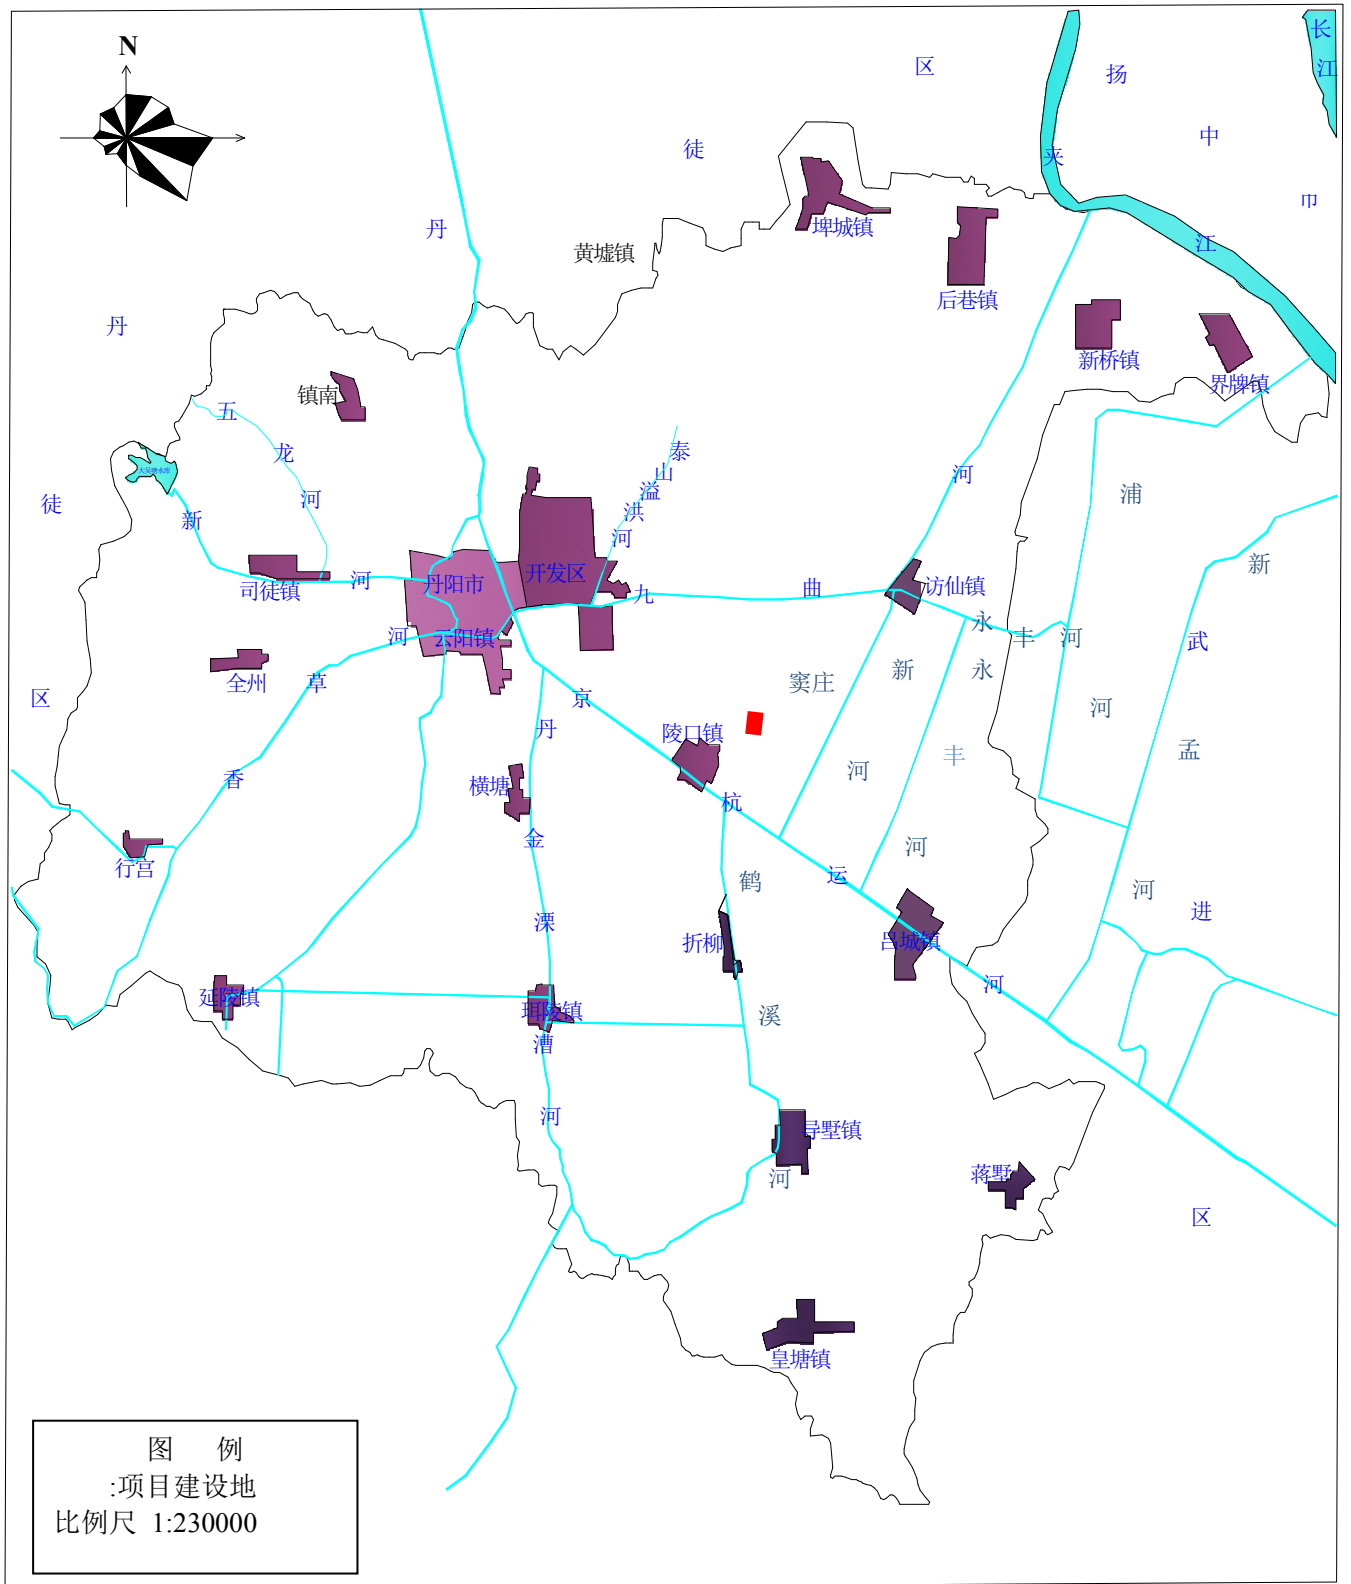 N
长
江
区
扬
中
市
徒
夹
江
丹
埤城镇
黄墟镇
后巷镇
丹
新桥镇
界牌镇
镇南
五
龙
河
泰
山
溢
洪
河
大吴塘水库
徒
新
河
浦
新
河
司徒镇
河
丹阳市
开发区
九
曲
访仙镇
永
丰
河
武
云阳镇
河
草
全州
区
窦庄
新
永
京
丹
陵口镇
河
孟
丰
河
香
横塘
杭
金
行宫
河
运
鹤
河
进
溧
折柳
吕城镇
河
延陵镇
珥陵镇
溪
漕
河
导墅镇
河
蒋墅
区
皇塘镇
图 例
:项目建设地
比例尺 1:230000